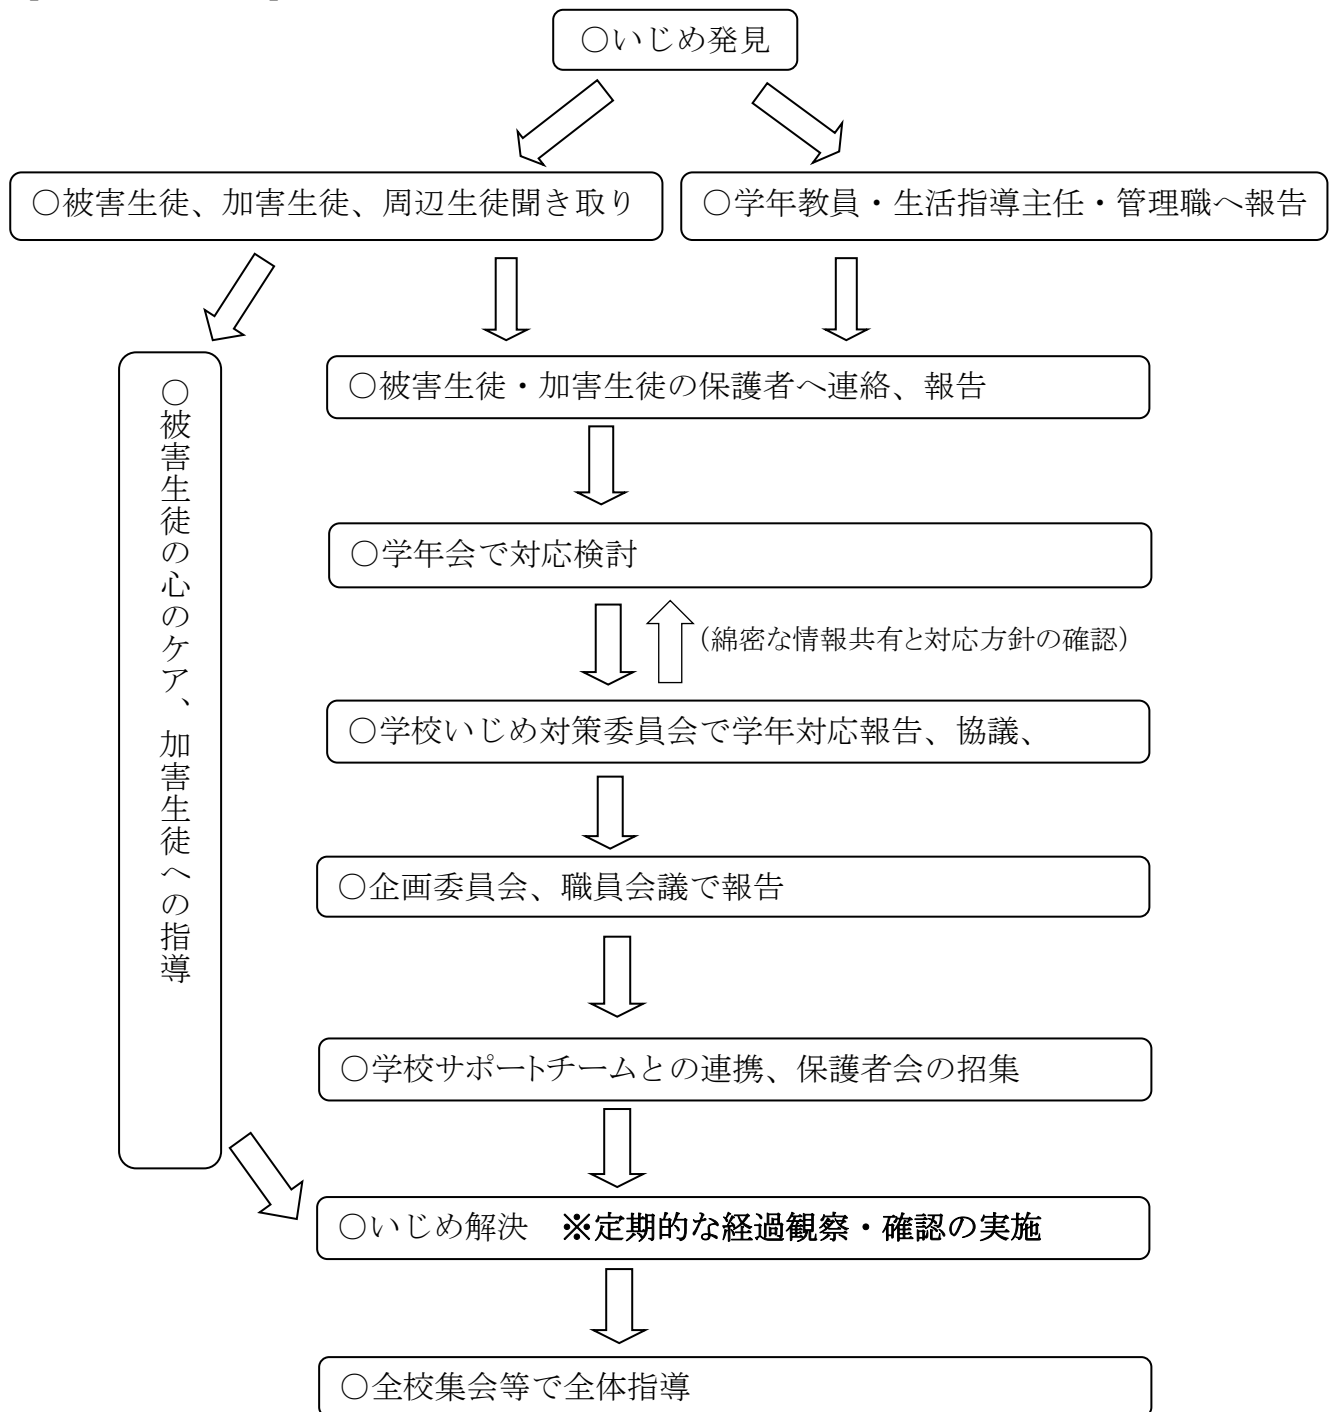 ○いじめ発見
○被害生徒、加害生徒、周辺生徒聞き取り
○学年教員・生活指導主任・管理職へ報告
○被害生徒の心のケア、加害生徒への指導
○被害生徒・加害生徒の保護者へ連絡、報告
○学年会で対応検討
（綿密な情報共有と対応方針の確認）
○学校いじめ対策委員会で学年対応報告、協議、
○企画委員会、職員会議で報告
○学校サポートチームとの連携、保護者会の招集
○いじめ解決　※定期的な経過観察・確認の実施
○全校集会等で全体指導